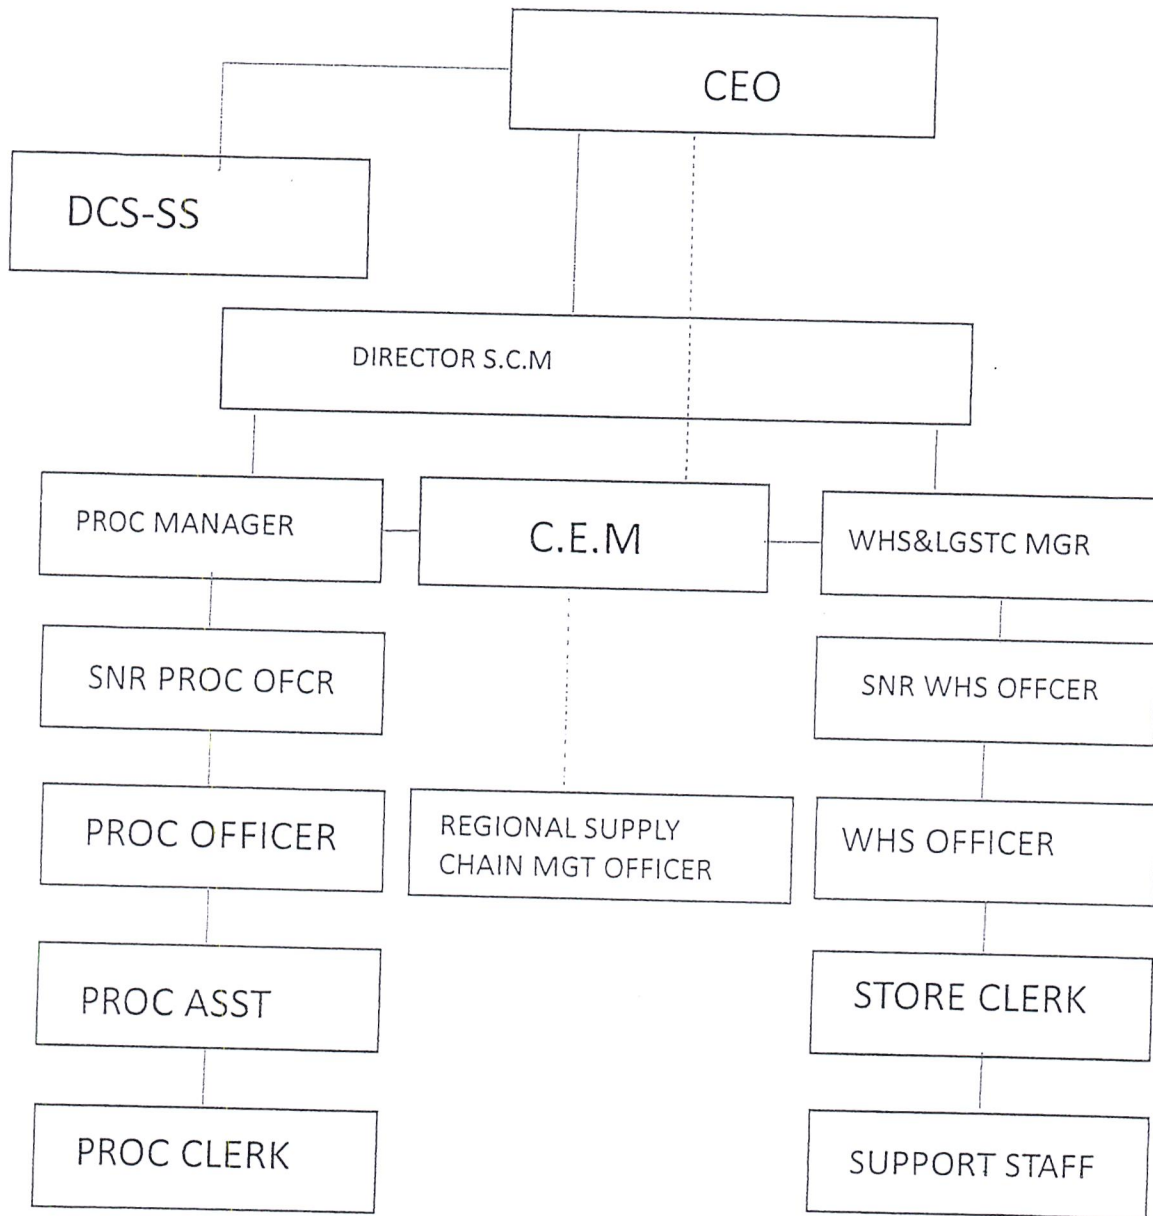 CEO
DCS-SS
DIRECTOR S.C.M
PROC MANAGER
C.E.M
WHS&LGSTC MGR
SNR PROC OFCR
SNR WHS OFFCER
PROC OFFICER
REGIONAL SUPPLY
CHAIN MGT OFFICER
WHS OFFICER
PROC ASST
STORE CLERK
PROC CLERK
SUPPORT STAFF